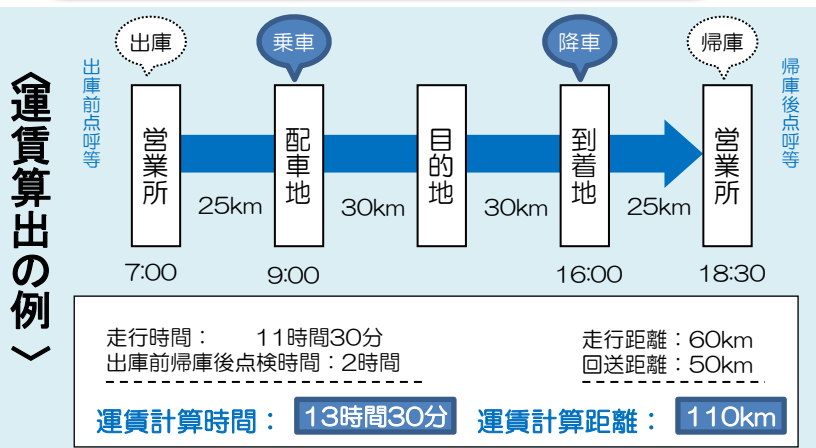 〈運賃算出の例〉
出庫
乗車
降車
帰庫
出庫前点呼等
営業所
配車地
目的地
到着地
営業所
帰庫後点呼等
25km
30km
30km
25km
7:00
9:00
16:00
18:30
走行時間： 11時間30分
出庫前帰庫後点検時間：2時間
走行距離：60km
回送距離：50km
運賃計算時間： 13時間30分
運賃計算距離： 110km